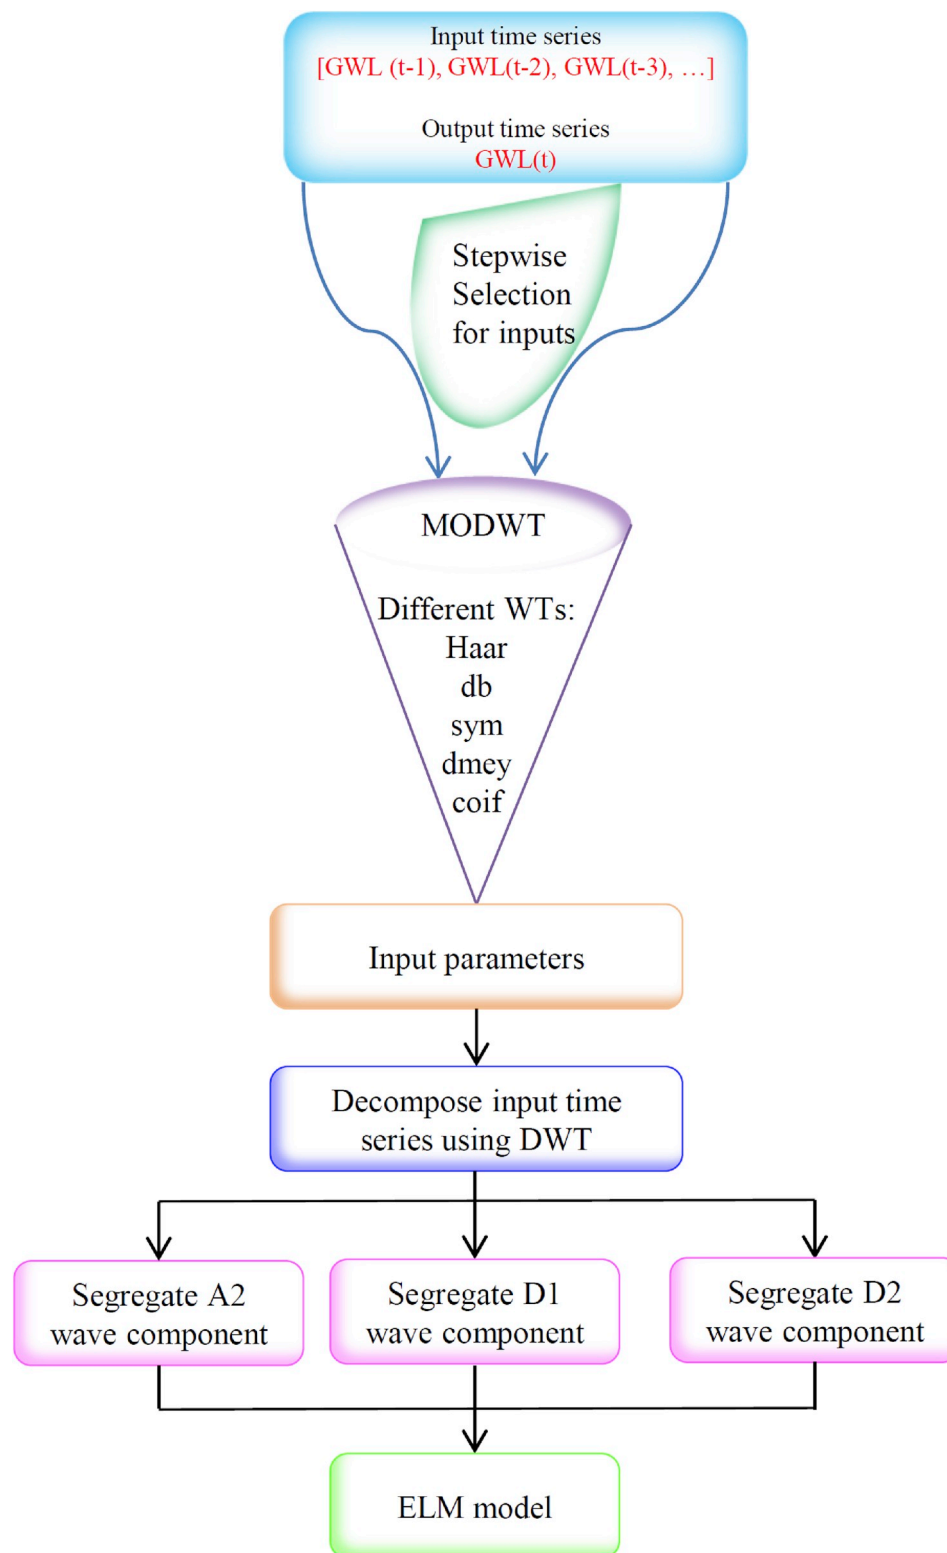 Input time series
[GWL (t-1), GWL(t-2), GWL(t-3), …]
Output time series
GWL(t)
Stepwise
Selection
for inputs
MODWT
Different WTs:
Haar
db
sym
dmey
coif
Input parameters
Decompose input time
series using DWT
Segregate A2
wave component
Segregate D1
wave component
Segregate D2
wave component
ELM model